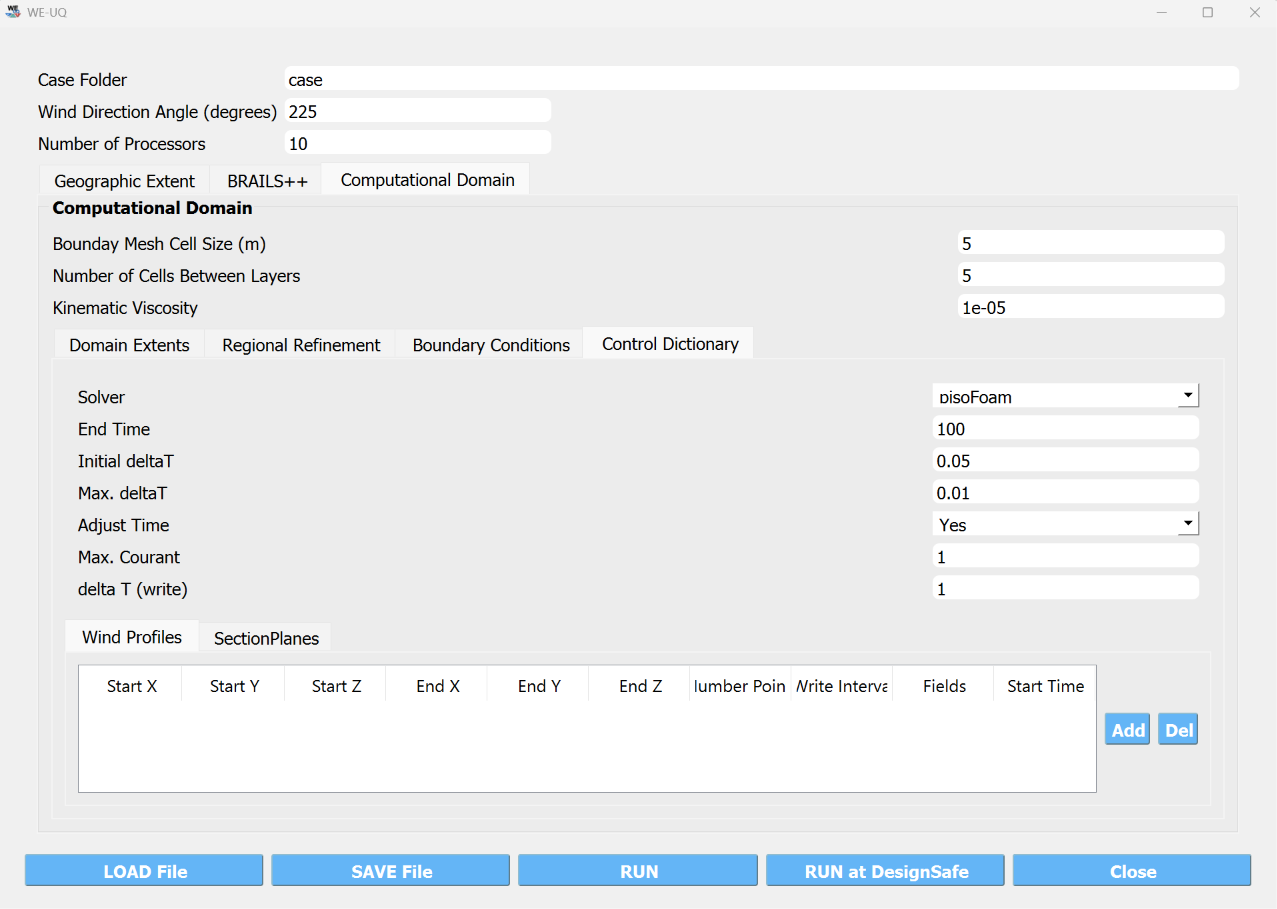 WE-UQ
Case Folder case
Wind Direction Angle (degrees) 225
Number of Processors 10
Geographic Extent BRAILS++ Computational Domain
Computational Domain
Bounday Mesh Cell Size (m) 5
Number of Cells Between Layers 5
Kinematic Viscosity 1e-05
Domain Extents Regional Refinement Boundary Conditions Control Dictionary
Solver pisoFoam
End Time 100
Initial deltaT 0.05
Max. deltaT 0.01
Adjust Time Yes
Max. Courant 1
delta T (write) 1
Wind Profiles SectionPlanes
Start X Start Y Start Z End X End Y End Z lumber Poin Write Interva Fields Start Time
Add Del
LOAD File SAVE File RUN RUN at DesignSafe Close